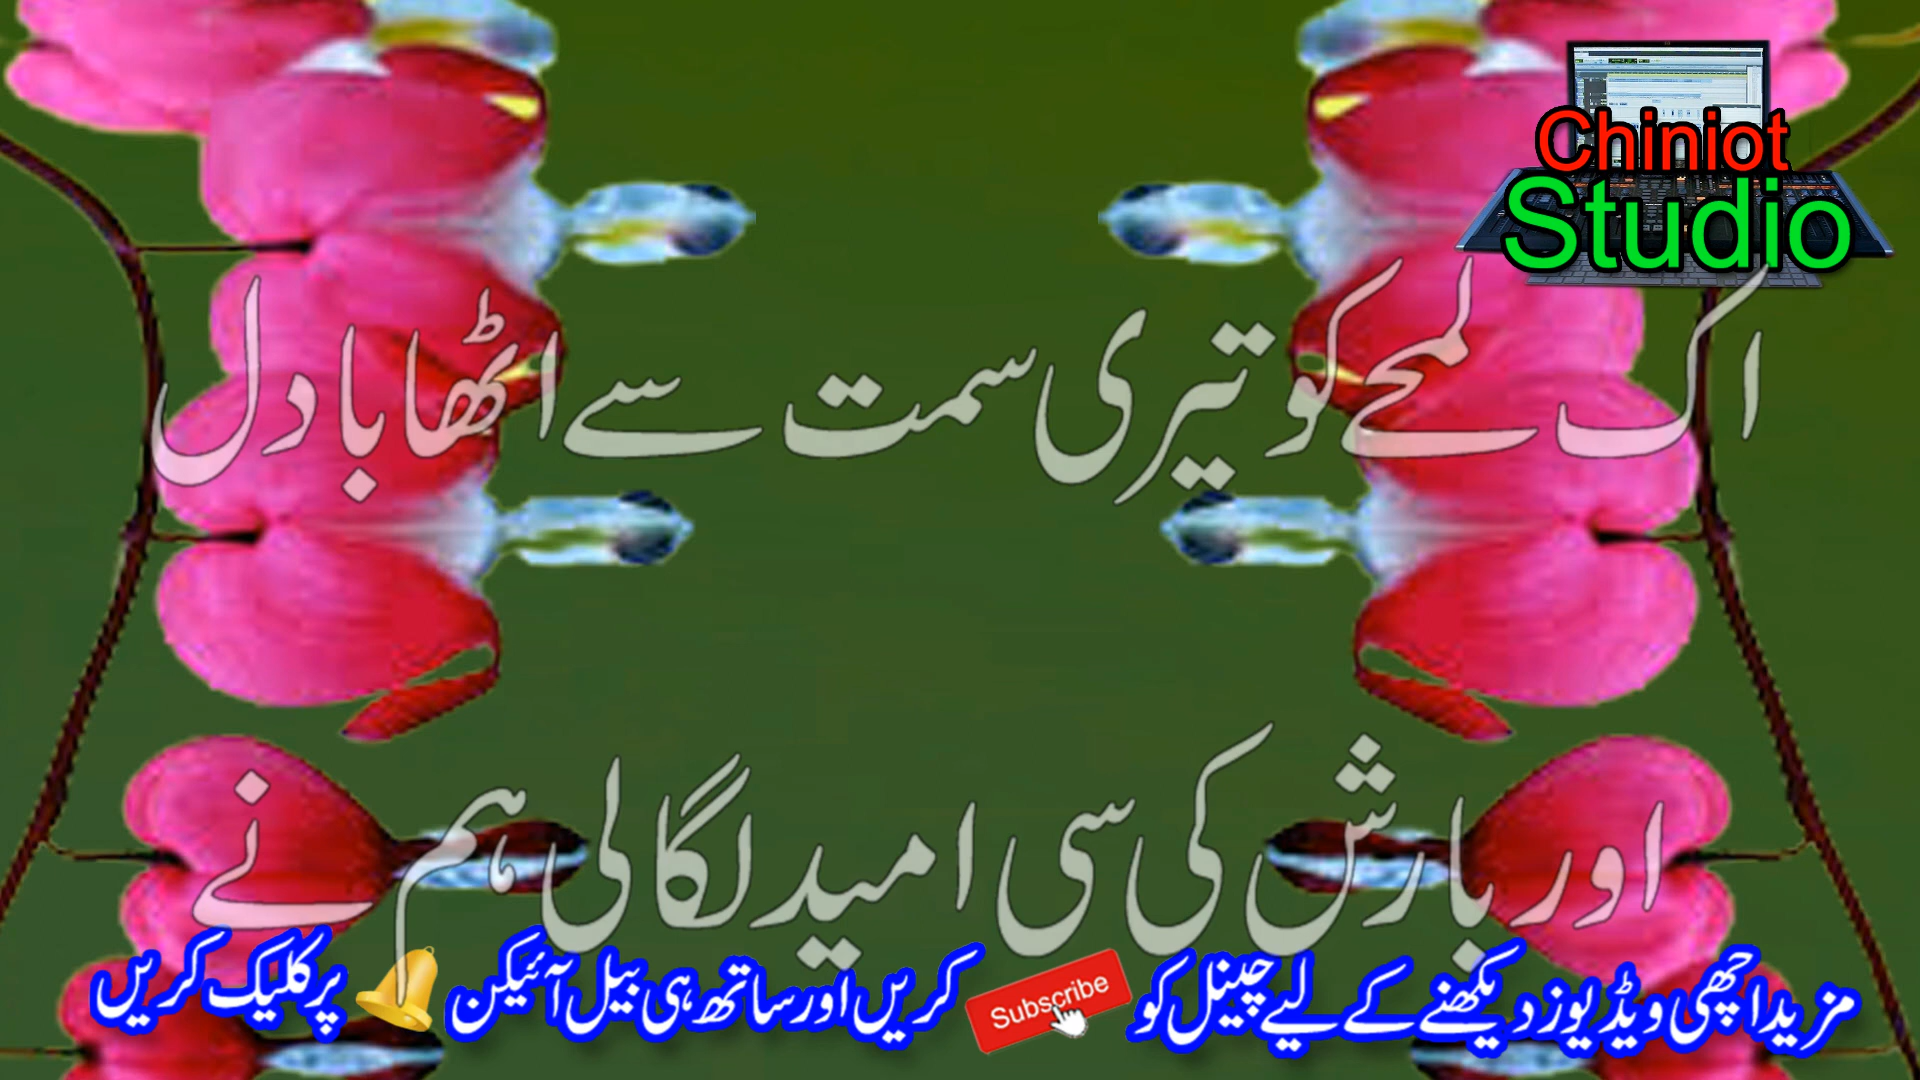 Chiniot
Studio
اک لمحے کو تیری سمت سے اٹھا بادل
اور بارش کی سی امید لگا لی ہم نے
مزید اچھی ویڈیوز دیکھنے کے لیے چینل کو Subscribe کریں اور ساتھ ہی بیل آئیکن پر کلیک کریں